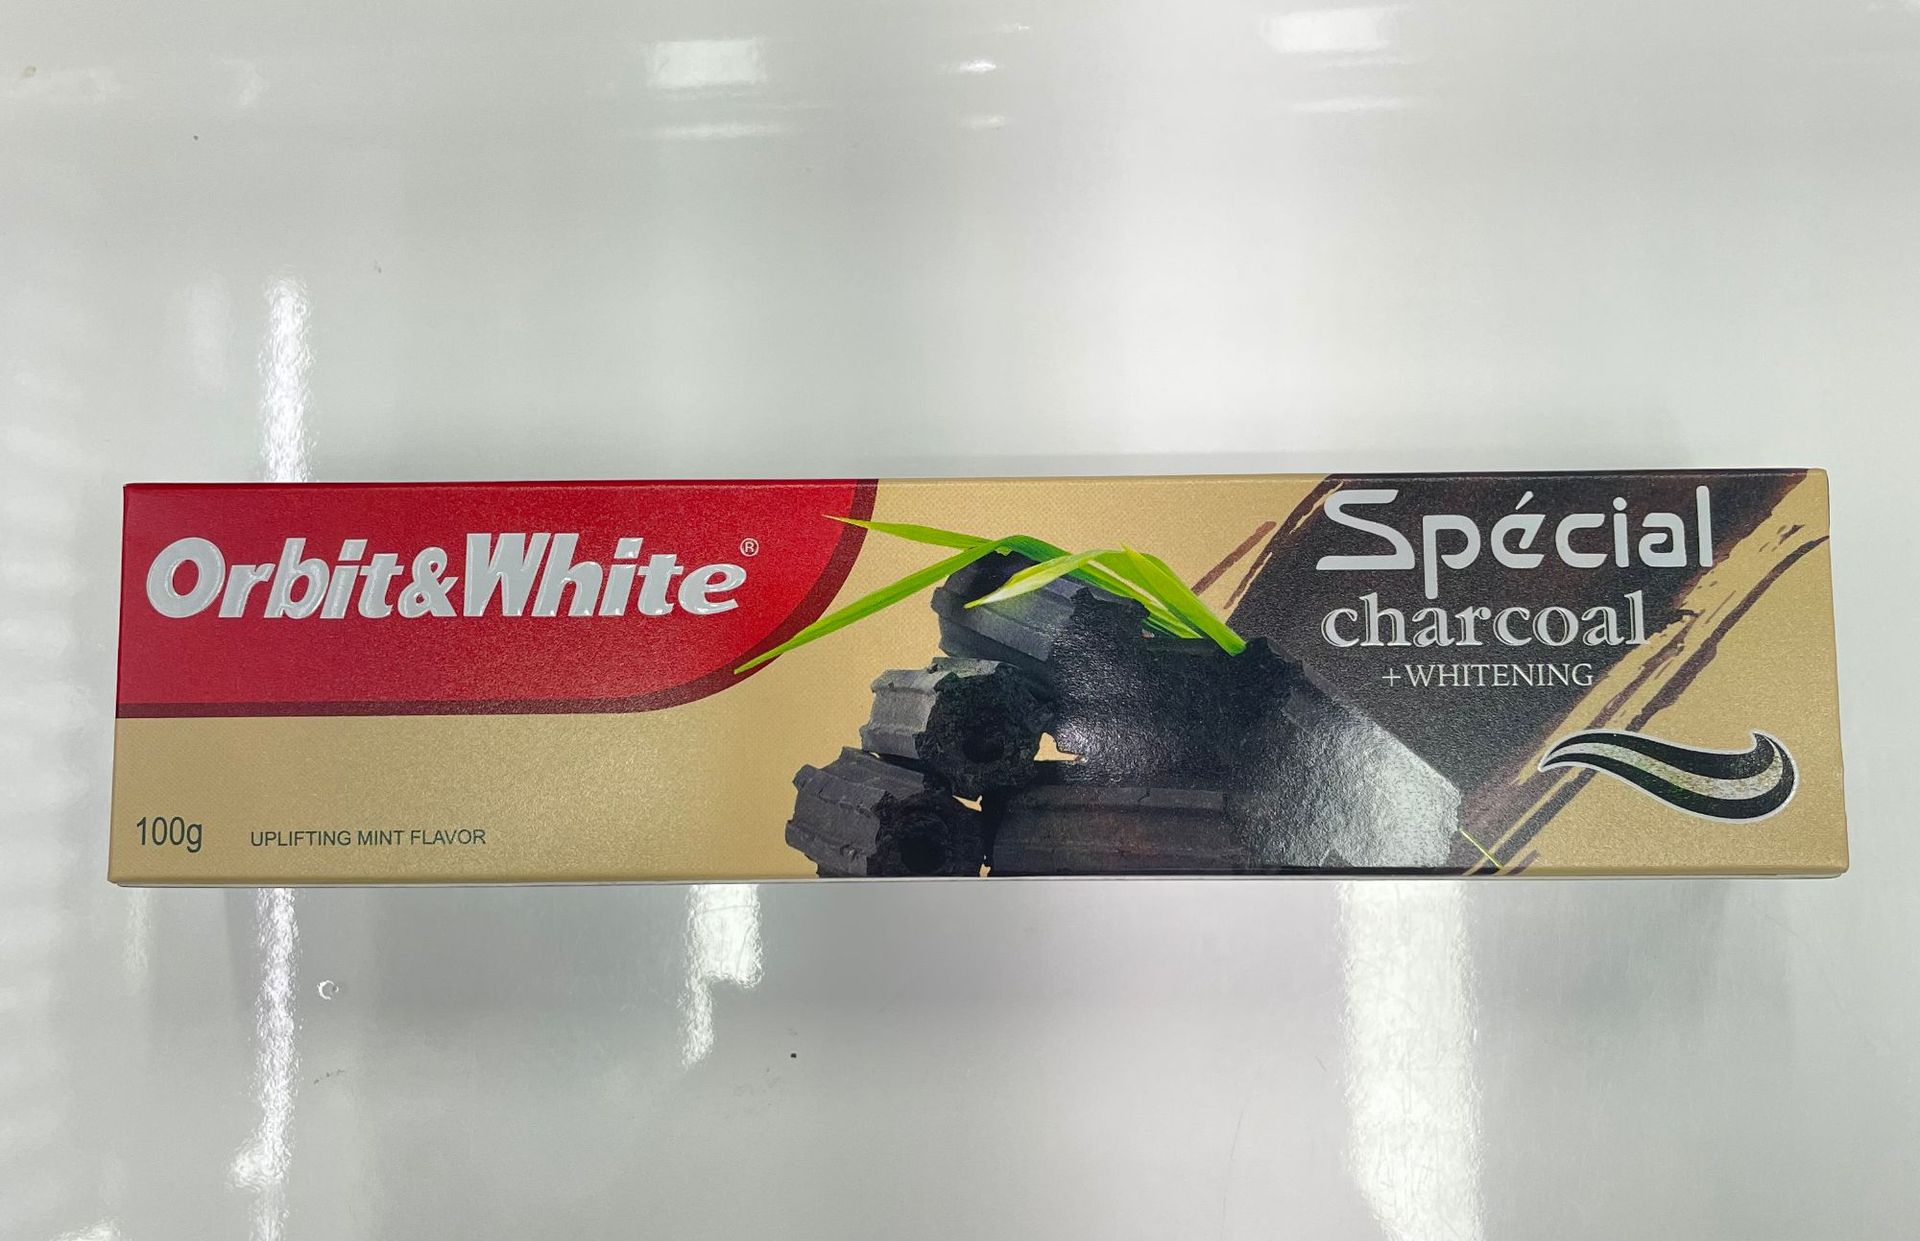 Orbit&White®
Spécial
charcoal
+WHITENING
100g
UPLIFTING MINT FLAVOR